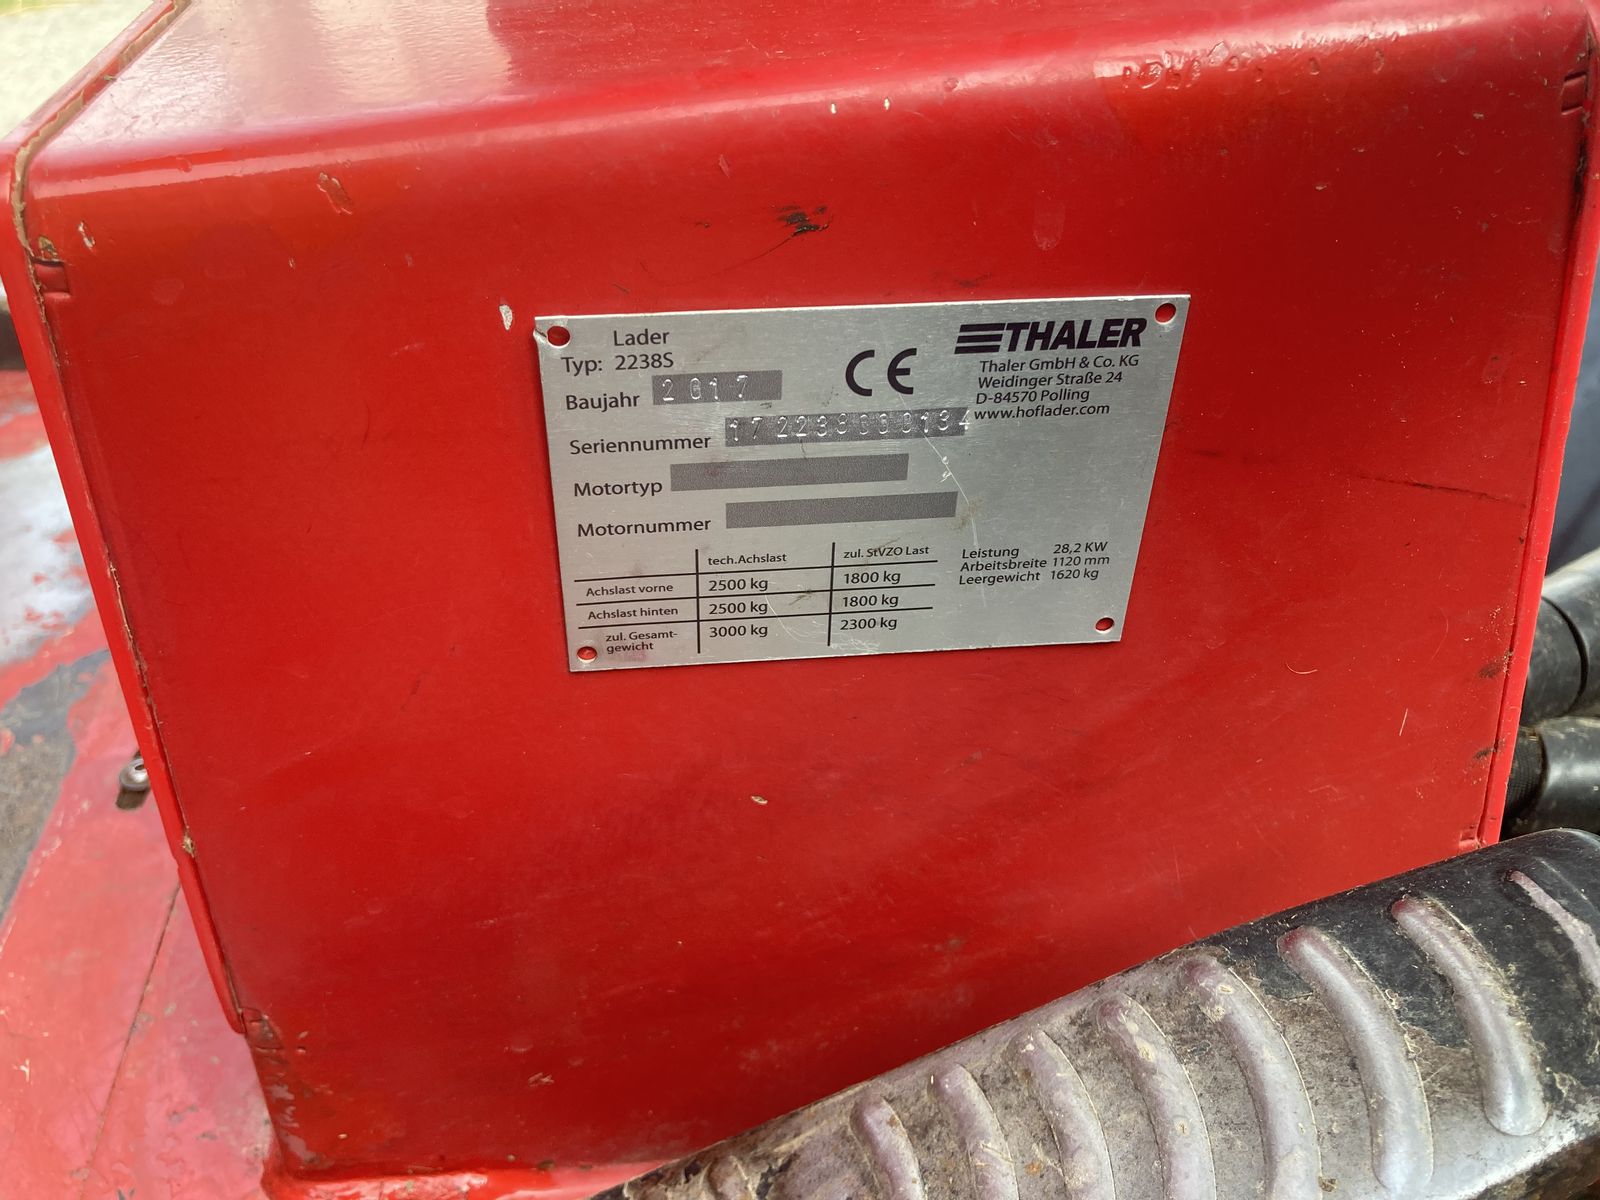 Lader
Typ: 2238S
Baujahr 2017
Seriennummer 172238000134
Motortyp
Motornummer
CE
THALER
Thaler GmbH & Co. KG
Weidinger Straße 24
D-84570 Polling
www.hoflader.com
tech.Achslast zul. StVZO Last
Achslast vorne 2500 kg 1800 kg
Achslast hinten 2500 kg 1800 kg
zul. Gesamt-
gewicht 3000 kg 2300 kg
Leistung 28,2 KW
Arbeitsbreite 1120 mm
Leergewicht 1620 kg